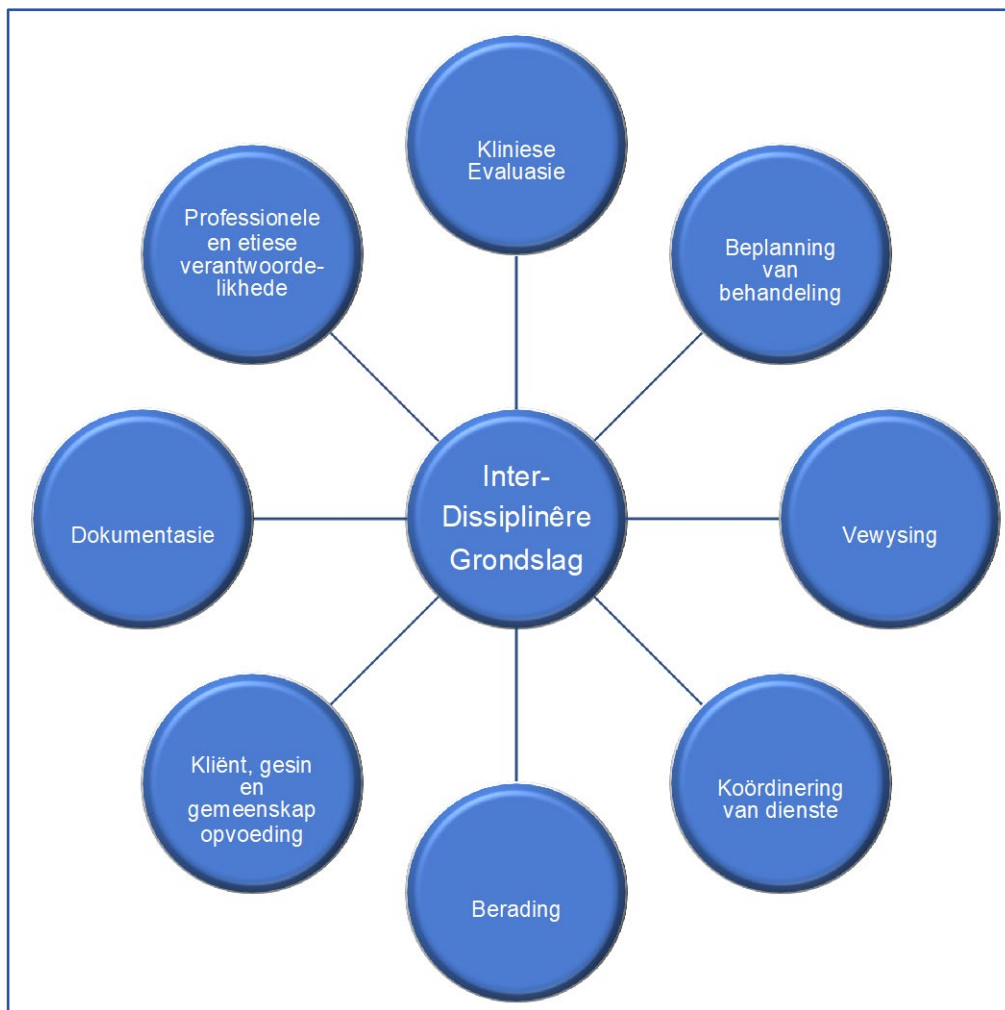 Kliniese
Evaluasie
Professionele
en etiese
verantwoorde-
likhede
Beplanning
van
behandeling
Inter-
Dissiplinêre
Grondslag
Dokumentasie
Vewysing
Kliënt, gesin
en
gemeenskap
opvoeding
Koördinering
van dienste
Berading